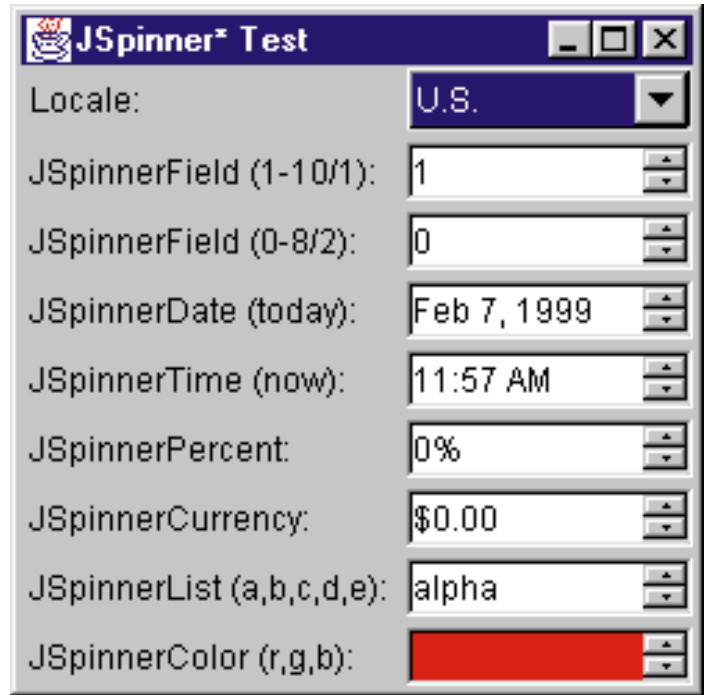 JSpinner* Test
Locale: U.S.
JSpinnerField (1-10/1): 1
JSpinnerField (0-8/2): 0
JSpinnerDate (today): Feb 7, 1999
JSpinnerTime (now): 11:57 AM
JSpinnerPercent: 0%
JSpinnerCurrency: $0.00
JSpinnerList (a,b,c,d,e): alpha
JSpinnerColor (r,g,b):